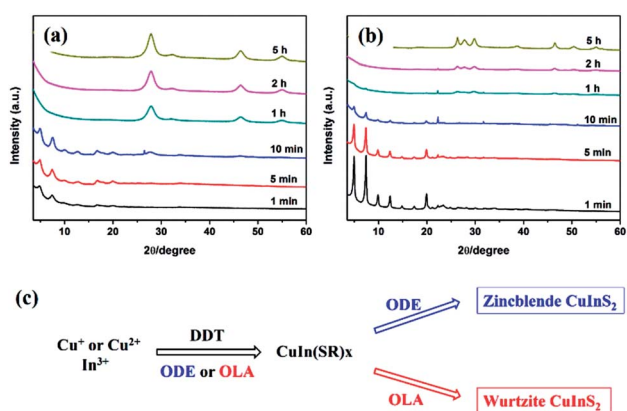 (a)
5 h
2 h
1 h
10 min
5 min
1 min
Intensity (a.u.)
10 20 30 40 50 60
2θ/degree
(b)
5 h
2 h
1 h
10 min
5 min
1 min
Intensity (a.u.)
10 20 30 40 50 60
2θ/degree
(c)
Cu⁺ or Cu²⁺
In³⁺
DDT
ODE or OLA
CuIn(SR)x
ODE
Zincblende CuInS₂
OLA
Wurtzite CuInS₂